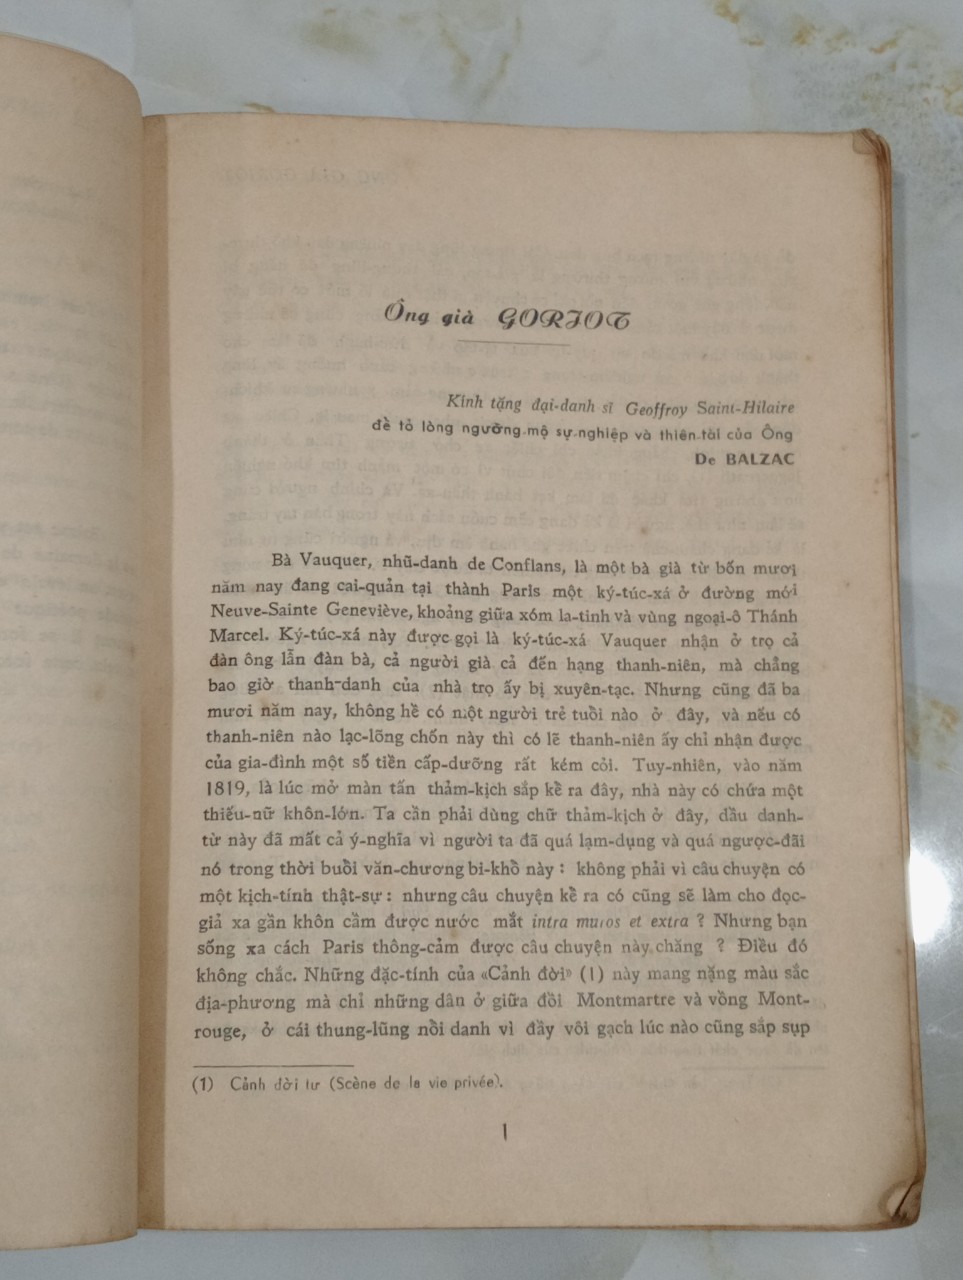 Ông già GORIOT
Kính tặng đại-danh sĩ Geoffroy Saint-Hilaire
để tỏ lòng ngưỡng-mộ sự-nghiệp và thiên-tài của Ông
De BALZAC
Bà Vauquer, nhũ-danh de Conflans, là một bà già từ bốn mươi
năm nay đang cai-quản tại thành Paris một ký-túc-xá ở đường mới
Neuve-Sainte Geneviève, khoảng giữa xóm la-tinh và vùng ngoại-ô Thánh
Marcel. Ký-túc-xá này được gọi là ký-túc-xá Vauquer nhận ở trọ cả
đàn ông lẫn đàn bà, cả người già cả đến hạng thanh-niên, mà chẳng
bao giờ thanh-danh của nhà trọ ấy bị xuyên-tạc. Nhưng cũng đã ba
mươi năm nay, không hề có một người trẻ tuổi nào ở đây, và nếu có
thanh-niên nào lạc-lõng chốn này thì có lẽ thanh-niên ấy chỉ nhận được
của gia-đình một số tiền cấp-dưỡng rất kém cỏi. Tuy-nhiên, vào năm
1819, là lúc mở màn tấn thảm-kịch sắp kể ra đây, nhà này có chứa một
thiếu-nữ khôn-lớn. Ta cần phải dùng chữ thảm-kịch ở đây, dầu danh-
từ này đã mất cả ý-nghĩa vì người ta đã quá lạm-dụng và quá ngược-đãi
nó trong thời buổi văn-chương bi-khổ này : không phải vì câu chuyện có
một kịch-tính thật-sự : nhưng câu chuyện kể ra có cũng sẽ làm cho đọc-
giả xa gần khôn cầm được nước mắt intra muros et extra ? Nhưng bạn
sống xa cách Paris thông-cảm được câu chuyện này chăng ? Điều đó
không chắc. Những đặc-tính của «Cảnh đời» (1) này mang nặng màu sắc
địa-phương mà chỉ những dân ở giữa đồi Montmartre và vồng Mont-
rouge, ở cái thung-lũng nổi danh vì đầy vôi gạch lúc nào cũng sắp sụp
(1) Cảnh đời tư (Scène de la vie privée).
1